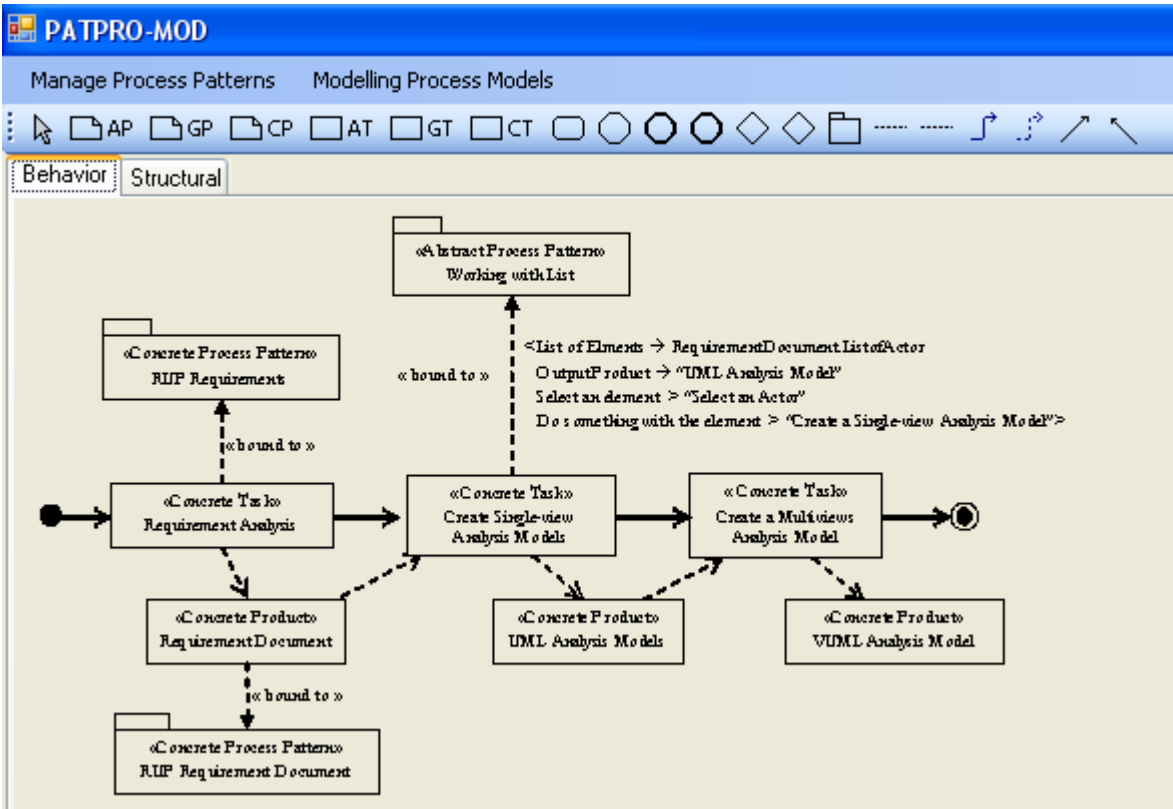 PATPRO-MOD
Manage Process Patterns Modelling Process Models
AP GP CP AT GT CT
Behavior Structural
«Abstract Process Pattern»
Working with List
«Concrete Process Pattern»
RUP Requirement
« bound to »
<List of Elments → RequirementDocument.ListofActor
OutputProduct → "UML Analysis Model"
Select an element > "Select an Actor"
Do something with the element > "Create a Single-view Analysis Model">
« bound to »
«Concrete Task»
Requirement Analysis
«Concrete Task»
Create Single-view
Analysis Models
«Concrete Task»
Create a Multiviews
Analysis Model
«Concrete Product»
Requirement Document
«Concrete Product»
UML Analysis Models
«Concrete Product»
VUML Analysis Model
« bound to »
«Concrete Process Pattern»
RUP Requirement Document